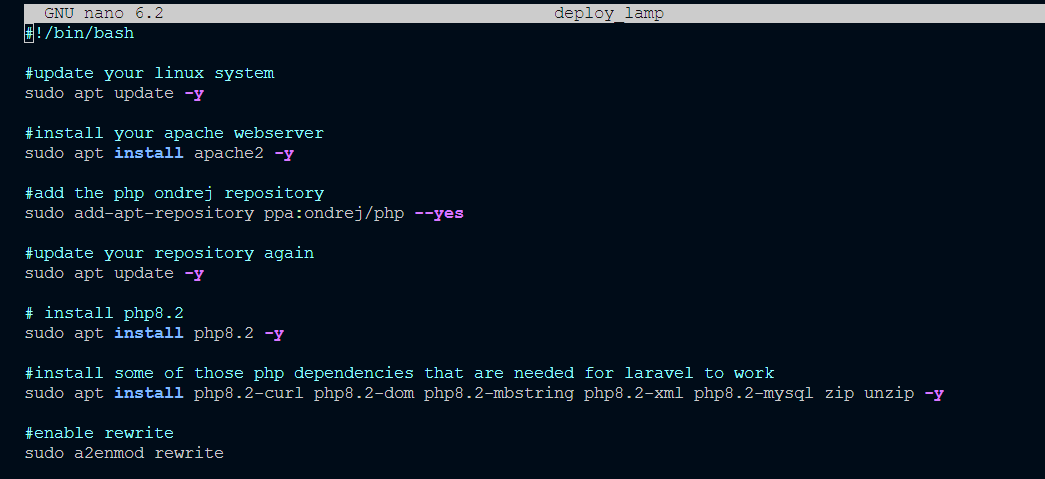 GNU nano 6.2 deploy_lamp
#!/bin/bash
#update your linux system
sudo apt update -y
#install your apache webserver
sudo apt install apache2 -y
#add the php ondrej repository
sudo add-apt-repository ppa:ondrej/php --yes
#update your repository again
sudo apt update -y
# install php8.2
sudo apt install php8.2 -y
#install some of those php dependencies that are needed for laravel to work
sudo apt install php8.2-curl php8.2-dom php8.2-mbstring php8.2-xml php8.2-mysql zip unzip -y
#enable rewrite
sudo a2enmod rewrite